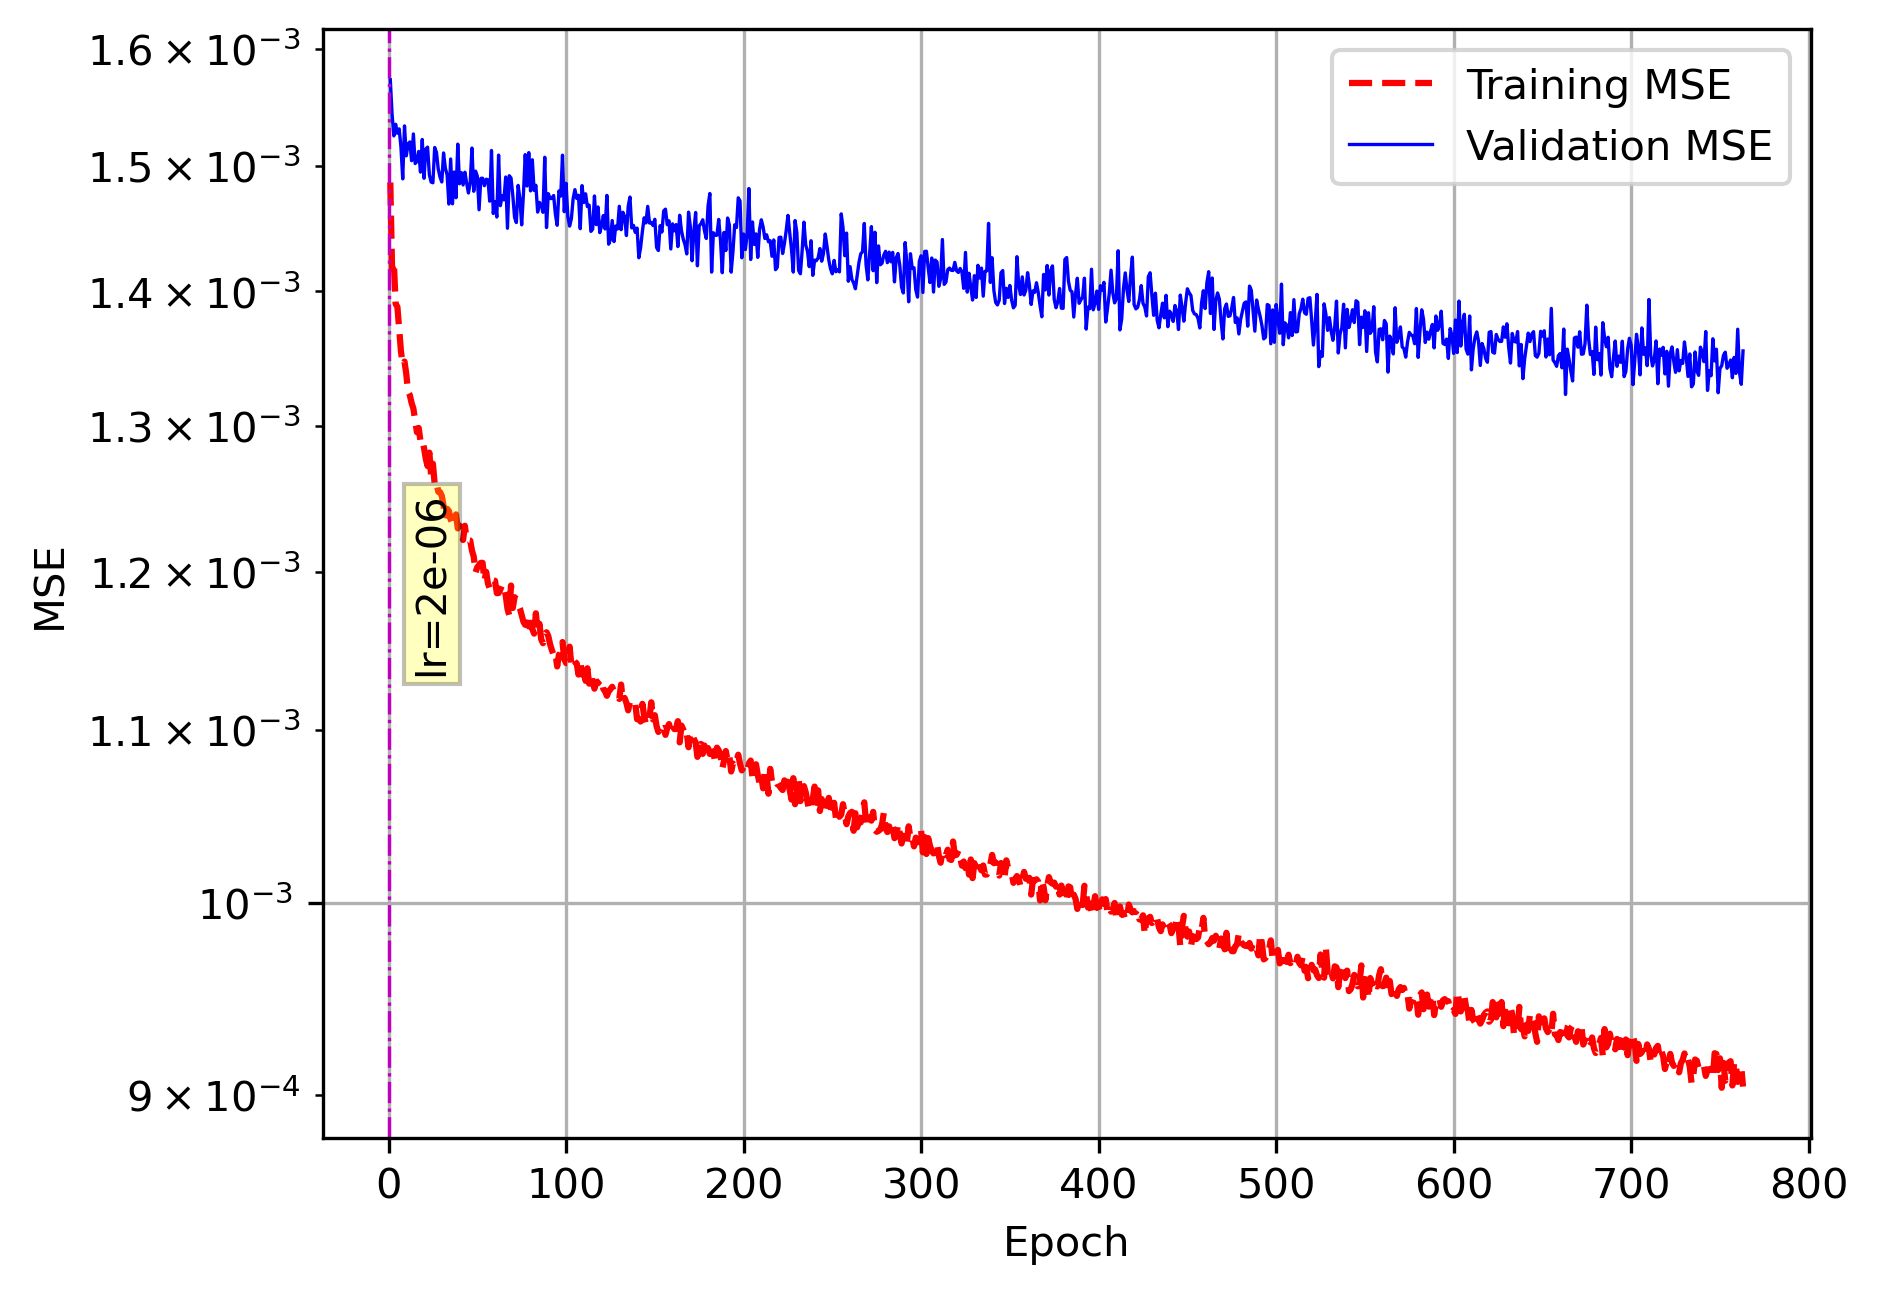 1.6 × 10⁻³
1.5 × 10⁻³
1.4 × 10⁻³
1.3 × 10⁻³
1.2 × 10⁻³
1.1 × 10⁻³
10⁻³
9 × 10⁻⁴
MSE
Training MSE
Validation MSE
lr=2e-06
0 100 200 300 400 500 600 700 800
Epoch